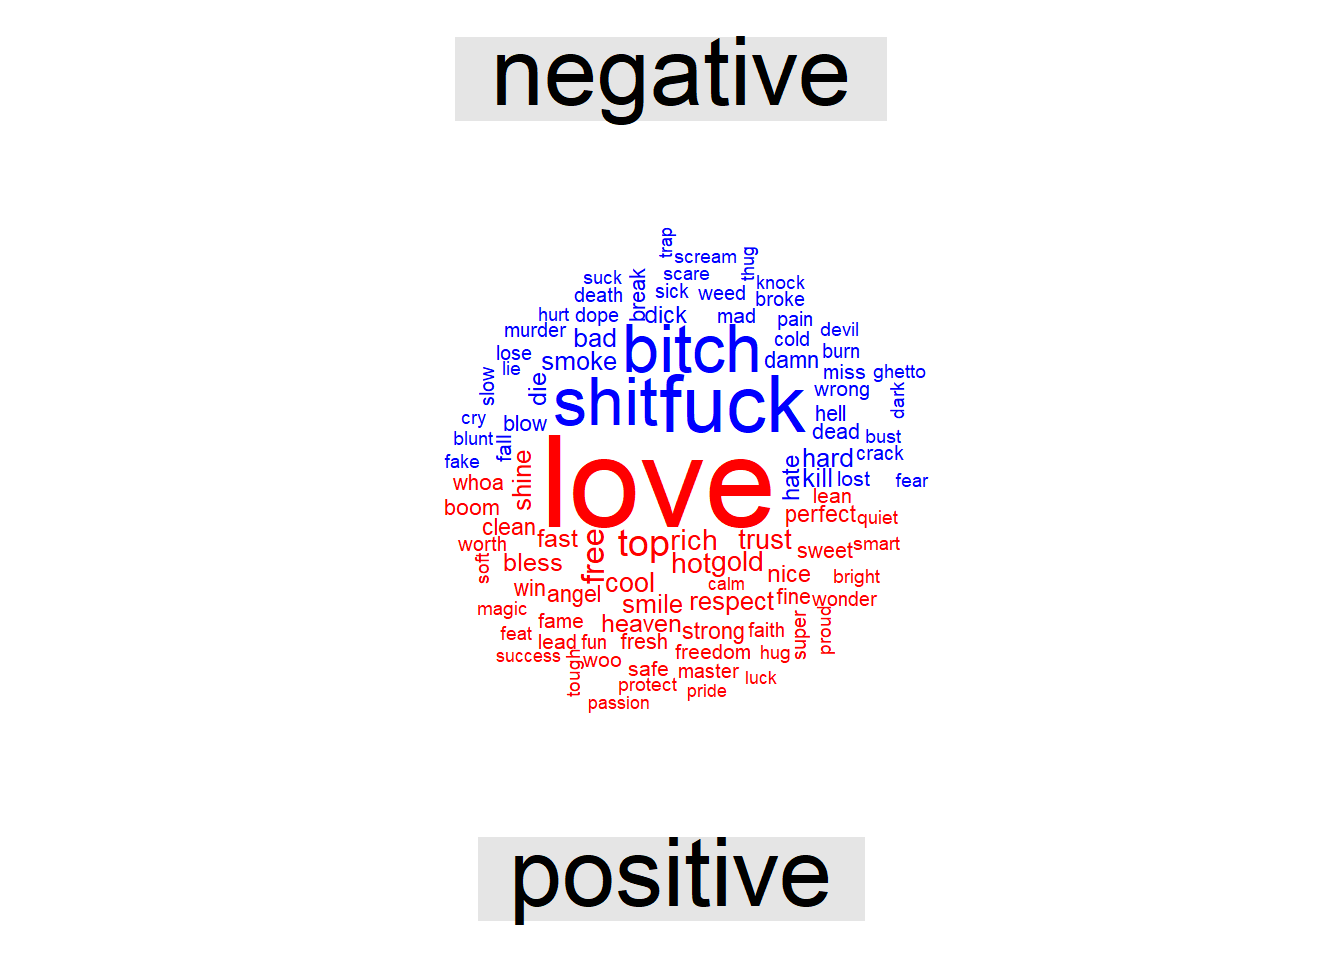 negative
trap
scream
thug
scare
suck
break
knock
sick
weed
death
broke
hurt
dope
dick
mad
pain
murder
bad
bitch
cold
devil
lose
smoke
damn
burn
lie
miss
ghetto
slow
die
shit
fuck
wrong
dark
cry
blow
hell
blunt
fall
dead
bust
fake
love
hate
hard
crack
kill
lost
fear
whoa
shine
lean
boom
perfect
quiet
clean
worth
fast
free
top
rich
trust
sweet
smart
soft
bless
hot
gold
nice
bright
win
angel
cool
calm
fine
wonder
magic
smile
respect
fame
heaven
strong
faith
super
proud
feat
lead
fun
fresh
freedom
hug
success
tough
woo
safe
master
luck
protect
pride
passion
positive